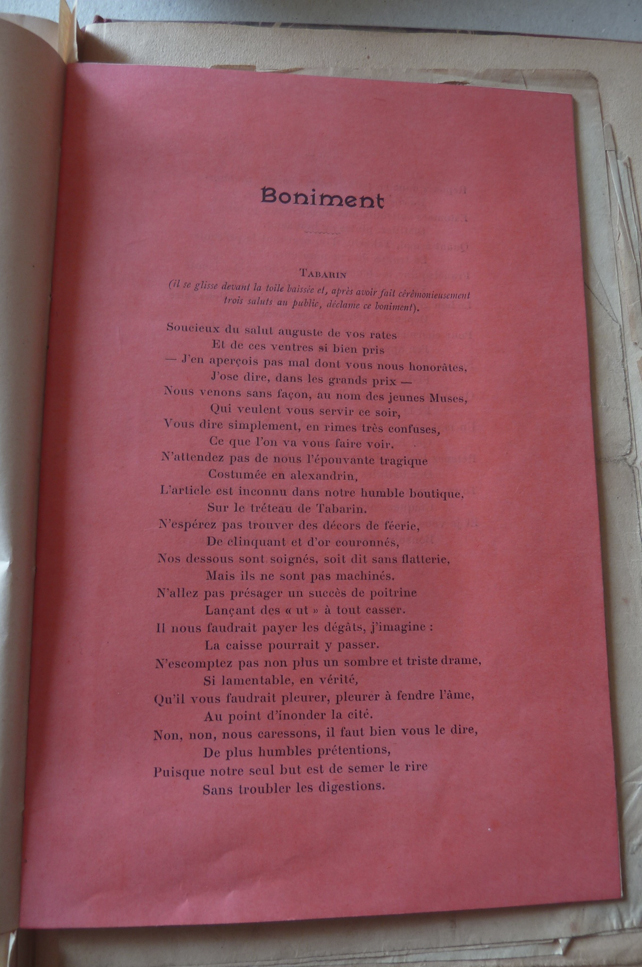 Boniment
TABARIN
(il se glisse devant la toile baissée et, après avoir fait cérémonieusement
trois saluts au public, déclame ce boniment).
Soucieux du salut auguste de vos rates
Et de ces ventres si bien pris
— J'en aperçois pas mal dont vous nous honorâtes,
J'ose dire, dans les grands prix —
Nous venons sans façon, au nom des jeunes Muses,
Qui veulent vous servir ce soir,
Vous dire simplement, en rimes très confuses,
Ce que l'on va vous faire voir.
N'attendez pas de nous l'épouvante tragique
Costumée en alexandrin,
L'article est inconnu dans notre humble boutique,
Sur le tréteau de Tabarin.
N'espérez pas trouver des décors de féerie,
De clinquant et d'or couronnés,
Nos dessous sont soignés, soit dit sans flatterie,
Mais ils ne sont pas machinés.
N'allez pas présager un succès de poitrine
Lançant des « ut » à tout casser.
Il nous faudrait payer les dégâts, j'imagine :
La caisse pourrait y passer.
N'escomptez pas non plus un sombre et triste drame,
Si lamentable, en vérité,
Qu'il vous faudrait pleurer, pleurer à fendre l'âme,
Au point d'inonder la cité.
Non, non, nous caressons, il faut bien vous le dire,
De plus humbles prétentions,
Puisque notre seul but est de semer le rire
Sans troubler les digestions.